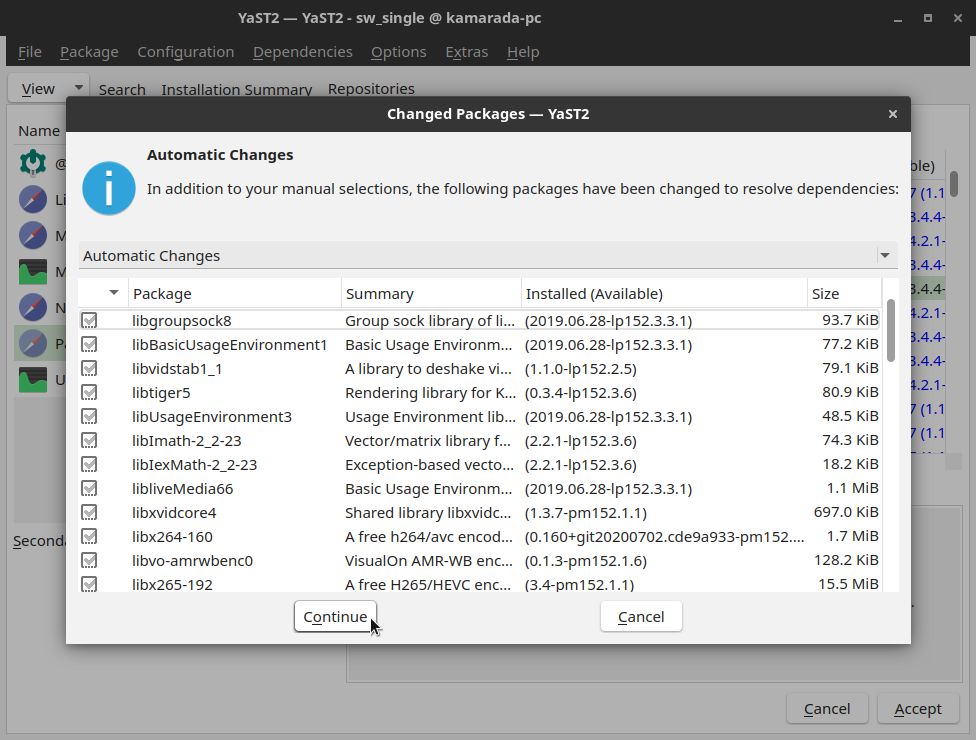 YaST2 — YaST2 - sw_single @ kamarada-pc
File Package Configuration Dependencies Options Extras Help
View Search Installation Summary Repositories
Name
Changed Packages — YaST2
Automatic Changes
In addition to your manual selections, the following packages have been changed to resolve dependencies:
Automatic Changes
Package Summary Installed (Available) Size
libgroupsock8 Group sock library of li... (2019.06.28-lp152.3.3.1) 93.7 KiB
libBasicUsageEnvironment1 Basic Usage Environm... (2019.06.28-lp152.3.3.1) 77.2 KiB
libvidstab1_1 A library to deshake vi... (1.1.0-lp152.2.5) 79.1 KiB
libtiger5 Rendering library for K... (0.3.4-lp152.3.6) 80.9 KiB
libUsageEnvironment3 Usage Environment lib... (2019.06.28-lp152.3.3.1) 48.5 KiB
libImath-2_2-23 Vector/matrix library f... (2.2.1-lp152.3.6) 74.3 KiB
libIexMath-2_2-23 Exception-based vecto... (2.2.1-lp152.3.6) 18.2 KiB
libliveMedia66 Basic Usage Environm... (2019.06.28-lp152.3.3.1) 1.1 MiB
libxvidcore4 Shared library libxvidc... (1.3.7-pm152.1.1) 697.0 KiB
libx264-160 A free h264/avc encod... (0.160+git20200702.cde9a933-pm152.... 1.7 MiB
libvo-amrwbenc0 VisualOn AMR-WB enc... (0.1.3-pm152.1.6) 128.2 KiB
libx265-192 A free H265/HEVC enc... (3.4-pm152.1.1) 15.5 MiB
Continue Cancel
Cancel Accept